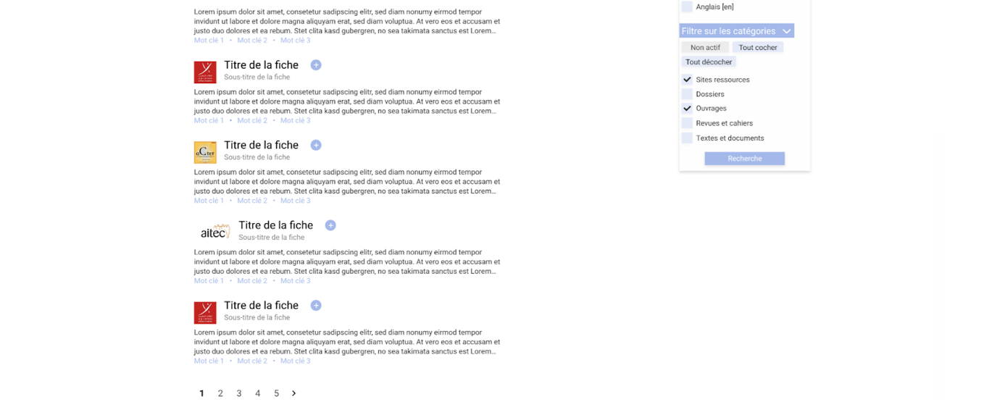 Lorem ipsum dolor sit amet, consetetur sadipscing elitr, sed diam nonumy eirmod tempor
invidunt ut labore et dolore magna aliquyam erat, sed diam voluptua. At vero eos et accusam et
justo duo dolores et ea rebum. Stet clita kasd gubergren, no sea takimata sanctus est Lorem...
Mot clé 1 • Mot clé 2 • Mot clé 3
Titre de la fiche +
Sous-titre de la fiche
Lorem ipsum dolor sit amet, consetetur sadipscing elitr, sed diam nonumy eirmod tempor
invidunt ut labore et dolore magna aliquyam erat, sed diam voluptua. At vero eos et accusam et
justo duo dolores et ea rebum. Stet clita kasd gubergren, no sea takimata sanctus est Lorem...
Mot clé 1 • Mot clé 2 • Mot clé 3
oCter
Titre de la fiche +
Sous-titre de la fiche
Lorem ipsum dolor sit amet, consetetur sadipscing elitr, sed diam nonumy eirmod tempor
invidunt ut labore et dolore magna aliquyam erat, sed diam voluptua. At vero eos et accusam et
justo duo dolores et ea rebum. Stet clita kasd gubergren, no sea takimata sanctus est Lorem...
Mot clé 1 • Mot clé 2 • Mot clé 3
aitec
Titre de la fiche +
Sous-titre de la fiche
Lorem ipsum dolor sit amet, consetetur sadipscing elitr, sed diam nonumy eirmod tempor
invidunt ut labore et dolore magna aliquyam erat, sed diam voluptua. At vero eos et accusam et
justo duo dolores et ea rebum. Stet clita kasd gubergren, no sea takimata sanctus est Lorem...
Mot clé 1 • Mot clé 2 • Mot clé 3
Titre de la fiche +
Sous-titre de la fiche
Lorem ipsum dolor sit amet, consetetur sadipscing elitr, sed diam nonumy eirmod tempor
invidunt ut labore et dolore magna aliquyam erat, sed diam voluptua. At vero eos et accusam et
justo duo dolores et ea rebum. Stet clita kasd gubergren, no sea takimata sanctus est Lorem...
Mot clé 1 • Mot clé 2 • Mot clé 3
1 2 3 4 5 >
Anglais [en]
Filtre sur les catégories
Non actif Tout cocher
Tout décocher
Sites ressources
Dossiers
Ouvrages
Revues et cahiers
Textes et documents
Recherche